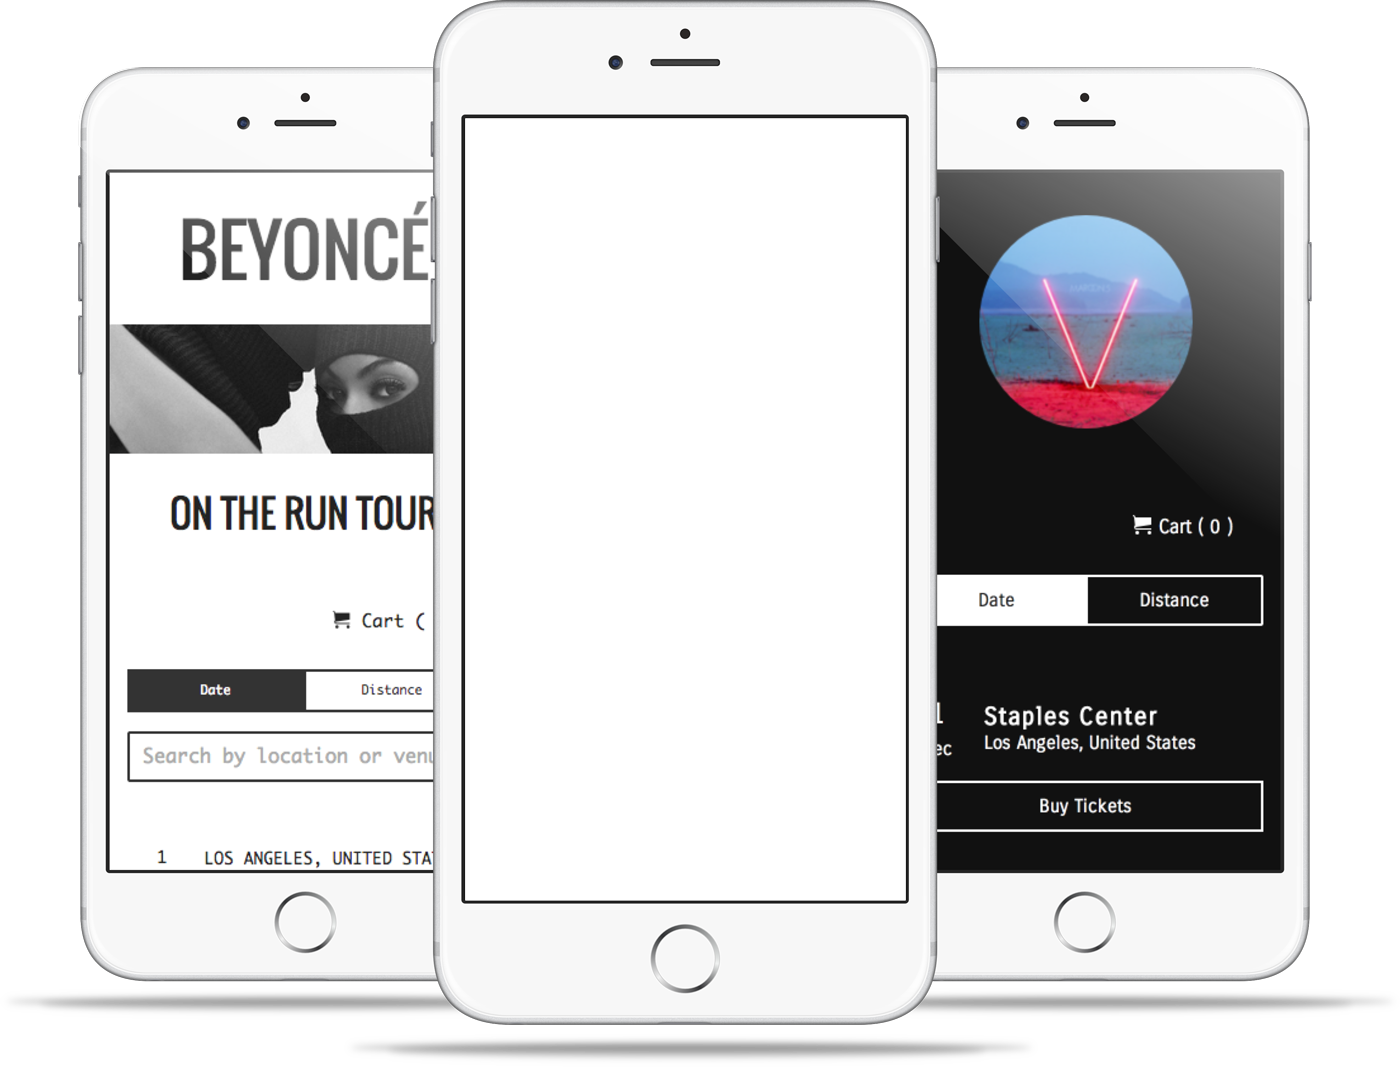 BEYONCÉ
ON THE RUN TOUR
Cart (
Date Distance
Search by location or venu
1 LOS ANGELES, UNITED STA
Cart ( 0 )
Date Distance
Staples Center
ec Los Angeles, United States
Buy Tickets